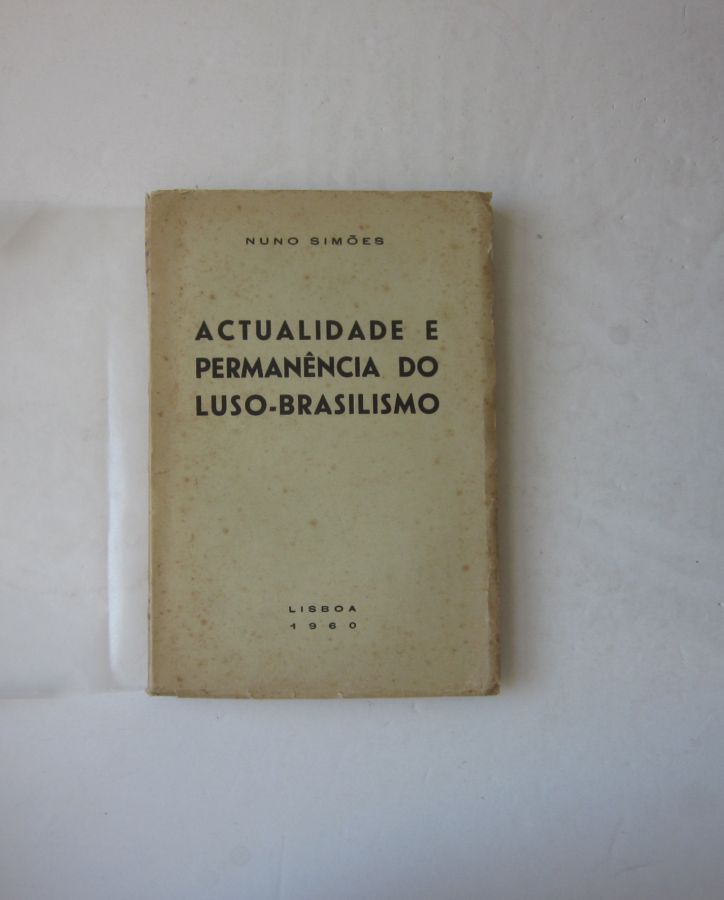 NUNO SIMÕES
ACTUALIDADE E
PERMANÊNCIA DO
LUSO-BRASILISMO
LISBOA
1960